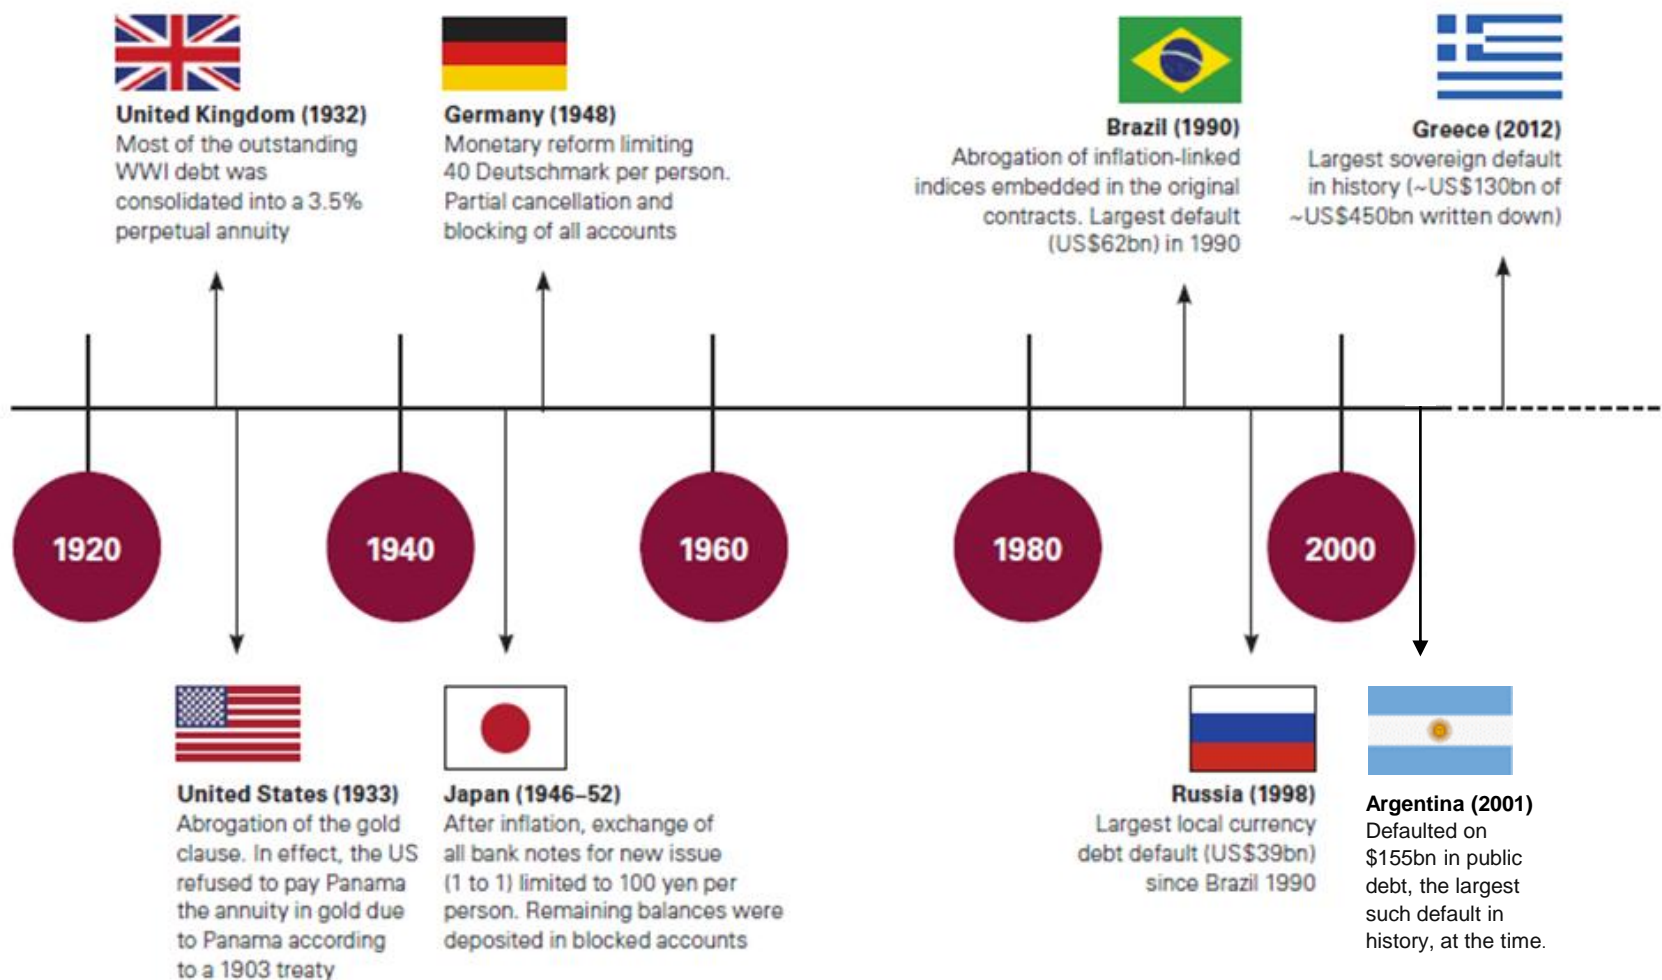 United Kingdom (1932)
Most of the outstanding
WWI debt was
consolidated into a 3.5%
perpetual annuity
Germany (1948)
Monetary reform limiting
40 Deutschmark per person.
Partial cancellation and
blocking of all accounts
Brazil (1990)
Abrogation of inflation-linked
indices embedded in the original
contracts. Largest default
(US$62bn) in 1990
Greece (2012)
Largest sovereign default
in history (~US$130bn of
~US$450bn written down)
1920
1940
1960
1980
2000
United States (1933)
Abrogation of the gold
clause. In effect, the US
refused to pay Panama
the annuity in gold due
to Panama according
to a 1903 treaty
Japan (1946–52)
After inflation, exchange of
all bank notes for new issue
(1 to 1) limited to 100 yen per
person. Remaining balances were
deposited in blocked accounts
Russia (1998)
Largest local currency
debt default (US$39bn)
since Brazil 1990
Argentina (2001)
Defaulted on
$155bn in public
debt, the largest
such default in
history, at the time.